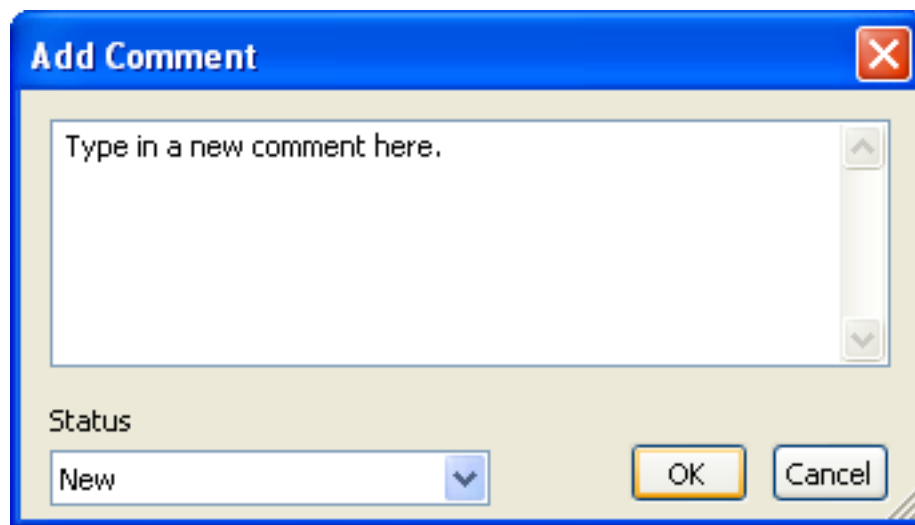 Add Comment
Type in a new comment here.
Status
New
OK Cancel